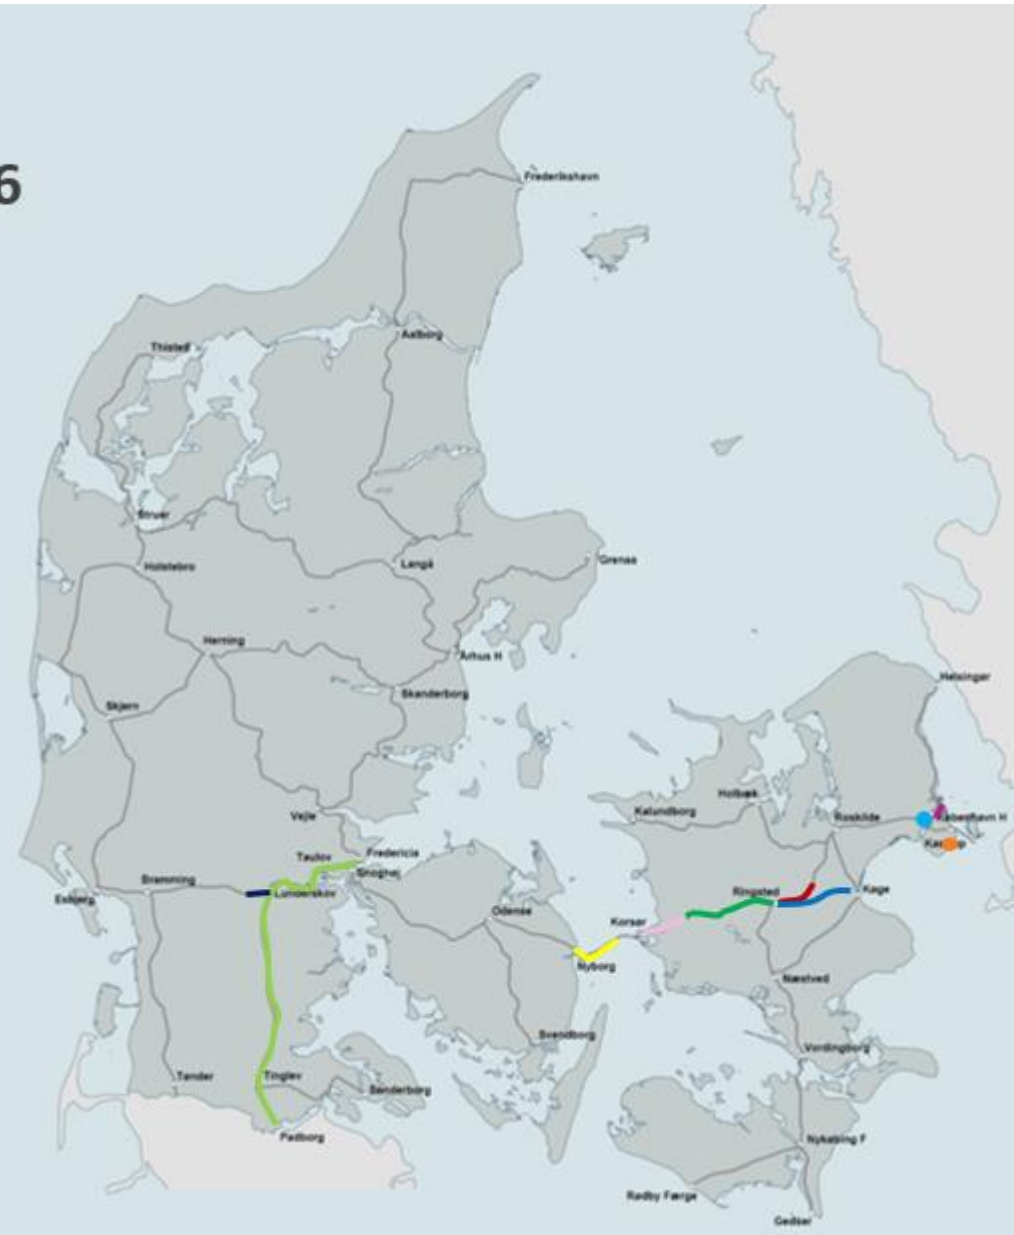 6
Frederikshavn
Aalborg
Thisted
Struer
Langå
Grenaa
Holstebro
Herning
Århus H
Helsingør
Skanderborg
Skjern
Holbæk
Kalundborg
Vejle
Roskilde
København H
Fredericia
Taulov
Snoghøj
Bramming
Lunderskov
Esbjerg
Ringsted
Køge
Odense
Korsør
Nyborg
Næstved
Svendborg
Vordingborg
Tønder
Tinglev
Sønderborg
Padborg
Nykøbing F
Rødby Færge
Gedser